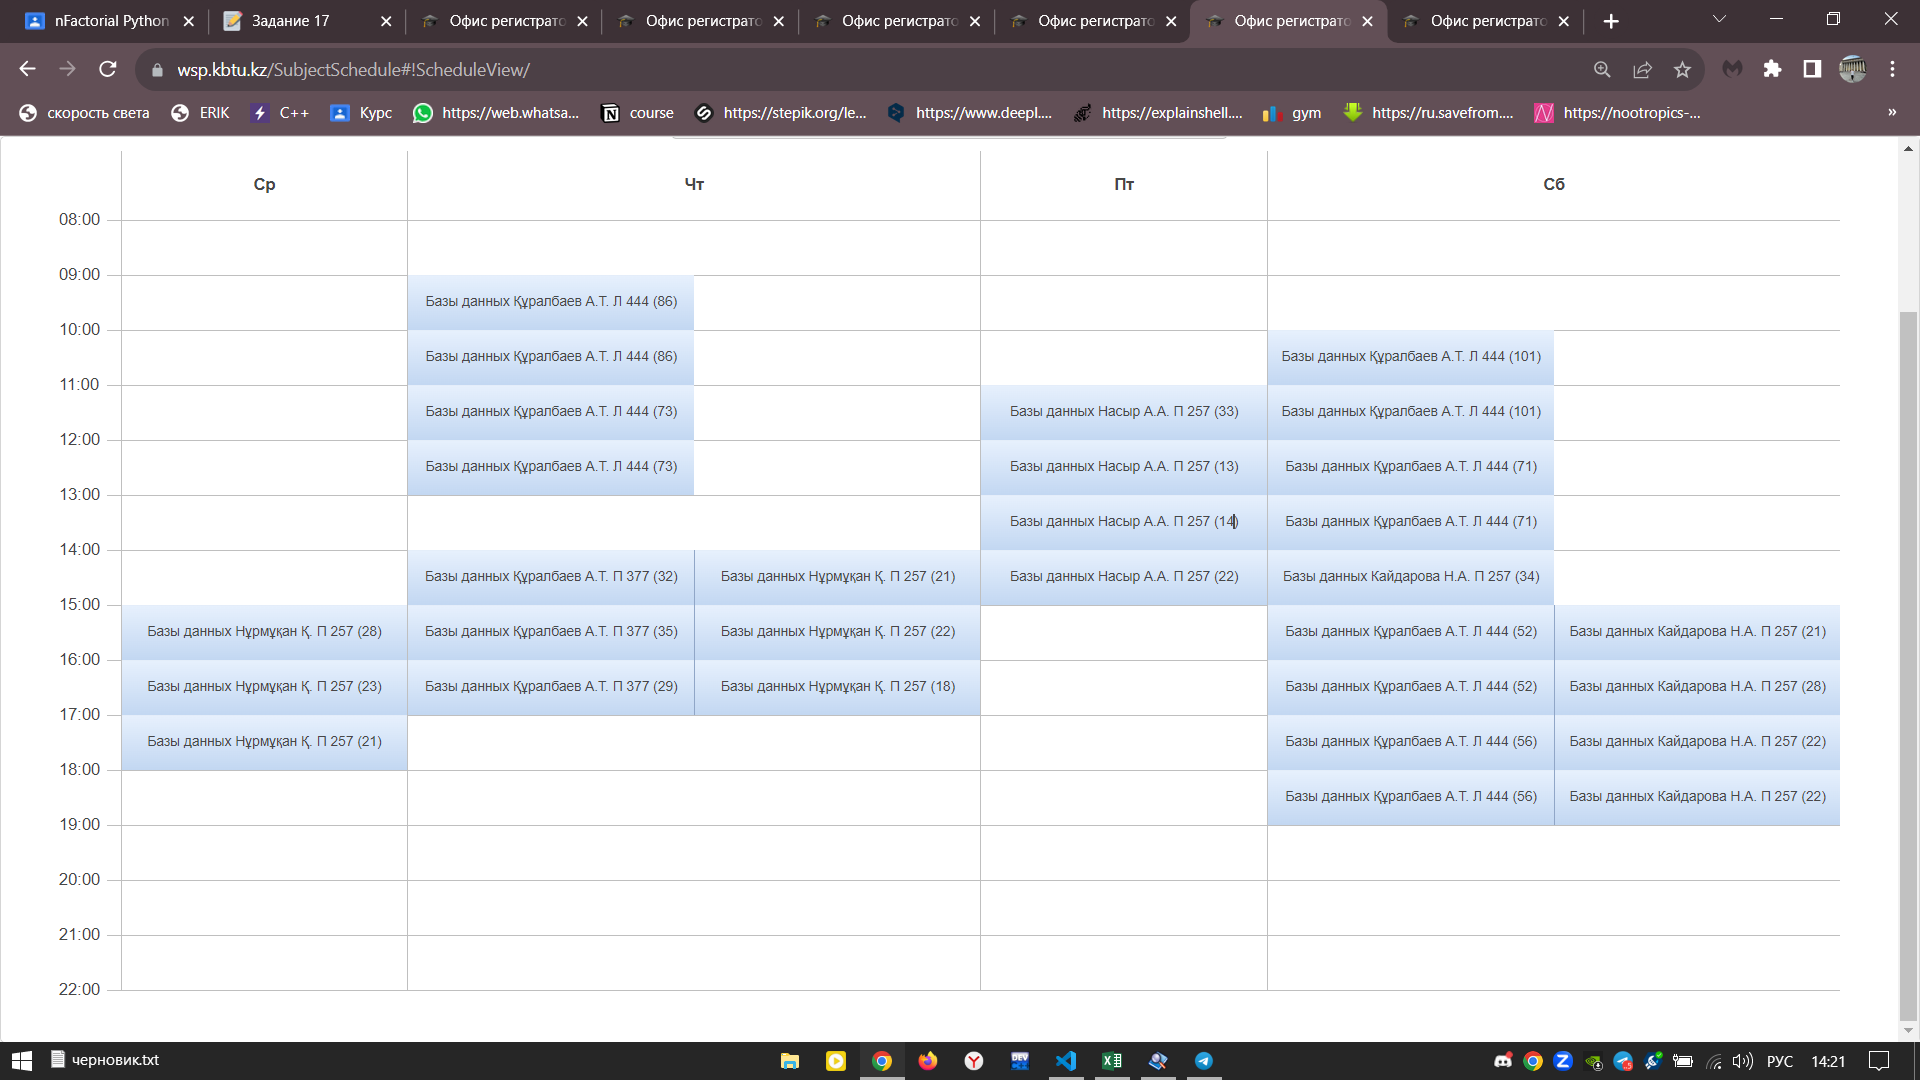 nFactorial Python
Задание 17
Офис регистрато
Офис регистрато
Офис регистрато
Офис регистрато
Офис регистрато
Офис регистрато
wsp.kbtu.kz/SubjectSchedule#!ScheduleView/
скорость света
ERIK
C++
Курс
https://web.whatsa...
course
https://stepik.org/le...
https://www.deepl....
https://explainshell....
gym
https://ru.savefrom....
https://nootropics-...
»
Ср Чт Пт Сб
08:00
09:00
Базы данных Құралбаев А.Т. Л 444 (86)
10:00
Базы данных Құралбаев А.Т. Л 444 (86)
Базы данных Құралбаев А.Т. Л 444 (101)
11:00
Базы данных Құралбаев А.Т. Л 444 (73)
Базы данных Насыр А.А. П 257 (33)
Базы данных Құралбаев А.Т. Л 444 (101)
12:00
Базы данных Құралбаев А.Т. Л 444 (73)
Базы данных Насыр А.А. П 257 (13)
Базы данных Құралбаев А.Т. Л 444 (71)
13:00
Базы данных Насыр А.А. П 257 (14)
Базы данных Құралбаев А.Т. Л 444 (71)
14:00
Базы данных Құралбаев А.Т. П 377 (32)
Базы данных Нұрмұқан Қ. П 257 (21)
Базы данных Насыр А.А. П 257 (22)
Базы данных Кайдарова Н.А. П 257 (34)
15:00
Базы данных Нұрмұқан Қ. П 257 (28)
Базы данных Құралбаев А.Т. П 377 (35)
Базы данных Нұрмұқан Қ. П 257 (22)
Базы данных Құралбаев А.Т. Л 444 (52)
Базы данных Кайдарова Н.А. П 257 (21)
16:00
Базы данных Нұрмұқан Қ. П 257 (23)
Базы данных Құралбаев А.Т. П 377 (29)
Базы данных Нұрмұқан Қ. П 257 (18)
Базы данных Құралбаев А.Т. Л 444 (52)
Базы данных Кайдарова Н.А. П 257 (28)
17:00
Базы данных Нұрмұқан Қ. П 257 (21)
Базы данных Құралбаев А.Т. Л 444 (56)
Базы данных Кайдарова Н.А. П 257 (22)
18:00
Базы данных Құралбаев А.Т. Л 444 (56)
Базы данных Кайдарова Н.А. П 257 (22)
19:00
20:00
21:00
22:00
черновик.txt
DEV
РУС
14:21